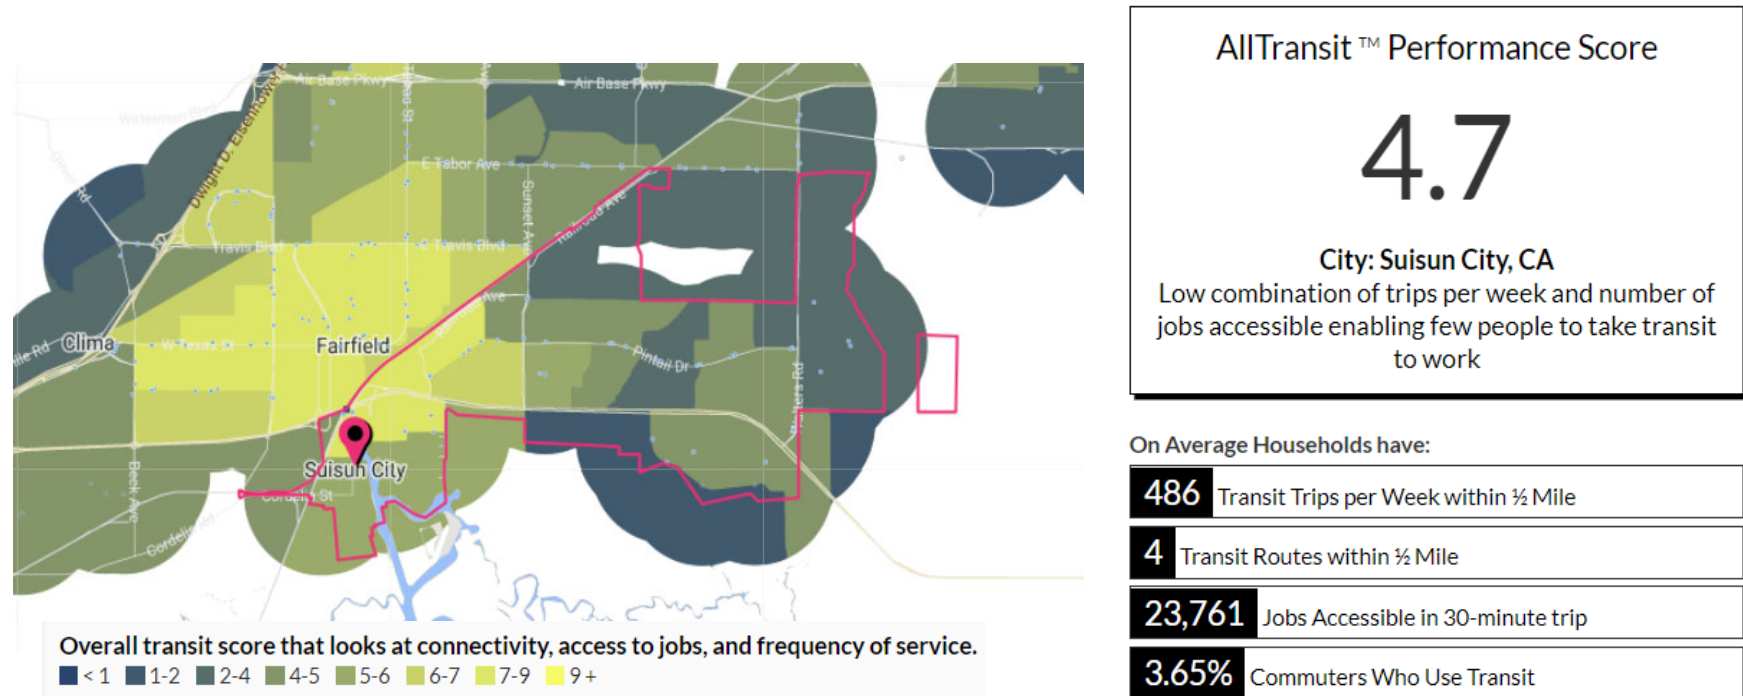 Air Base Pkwy
Air Base Pkwy
Waterman Blvd
Dwight D. Eisenhower
Texas St
Ave
Oliver Rd
E Tabor Ave
Sunset Ave
Railroad Ave
Travis Blvd
E Travis Blvd
Ave
Clima
W Texas St
Fairfield
Pintail Dr
Walters Rd
Suisun City
Beck Ave
Cordelia St
Cordelia Rd
Overall transit score that looks at connectivity, access to jobs, and frequency of service.
< 1 1-2 2-4 4-5 5-6 6-7 7-9 9 +
AllTransit ™ Performance Score
4.7
City: Suisun City, CA
Low combination of trips per week and number of
jobs accessible enabling few people to take transit
to work
On Average Households have:
486 Transit Trips per Week within ½ Mile
4 Transit Routes within ½ Mile
23,761 Jobs Accessible in 30-minute trip
3.65% Commuters Who Use Transit